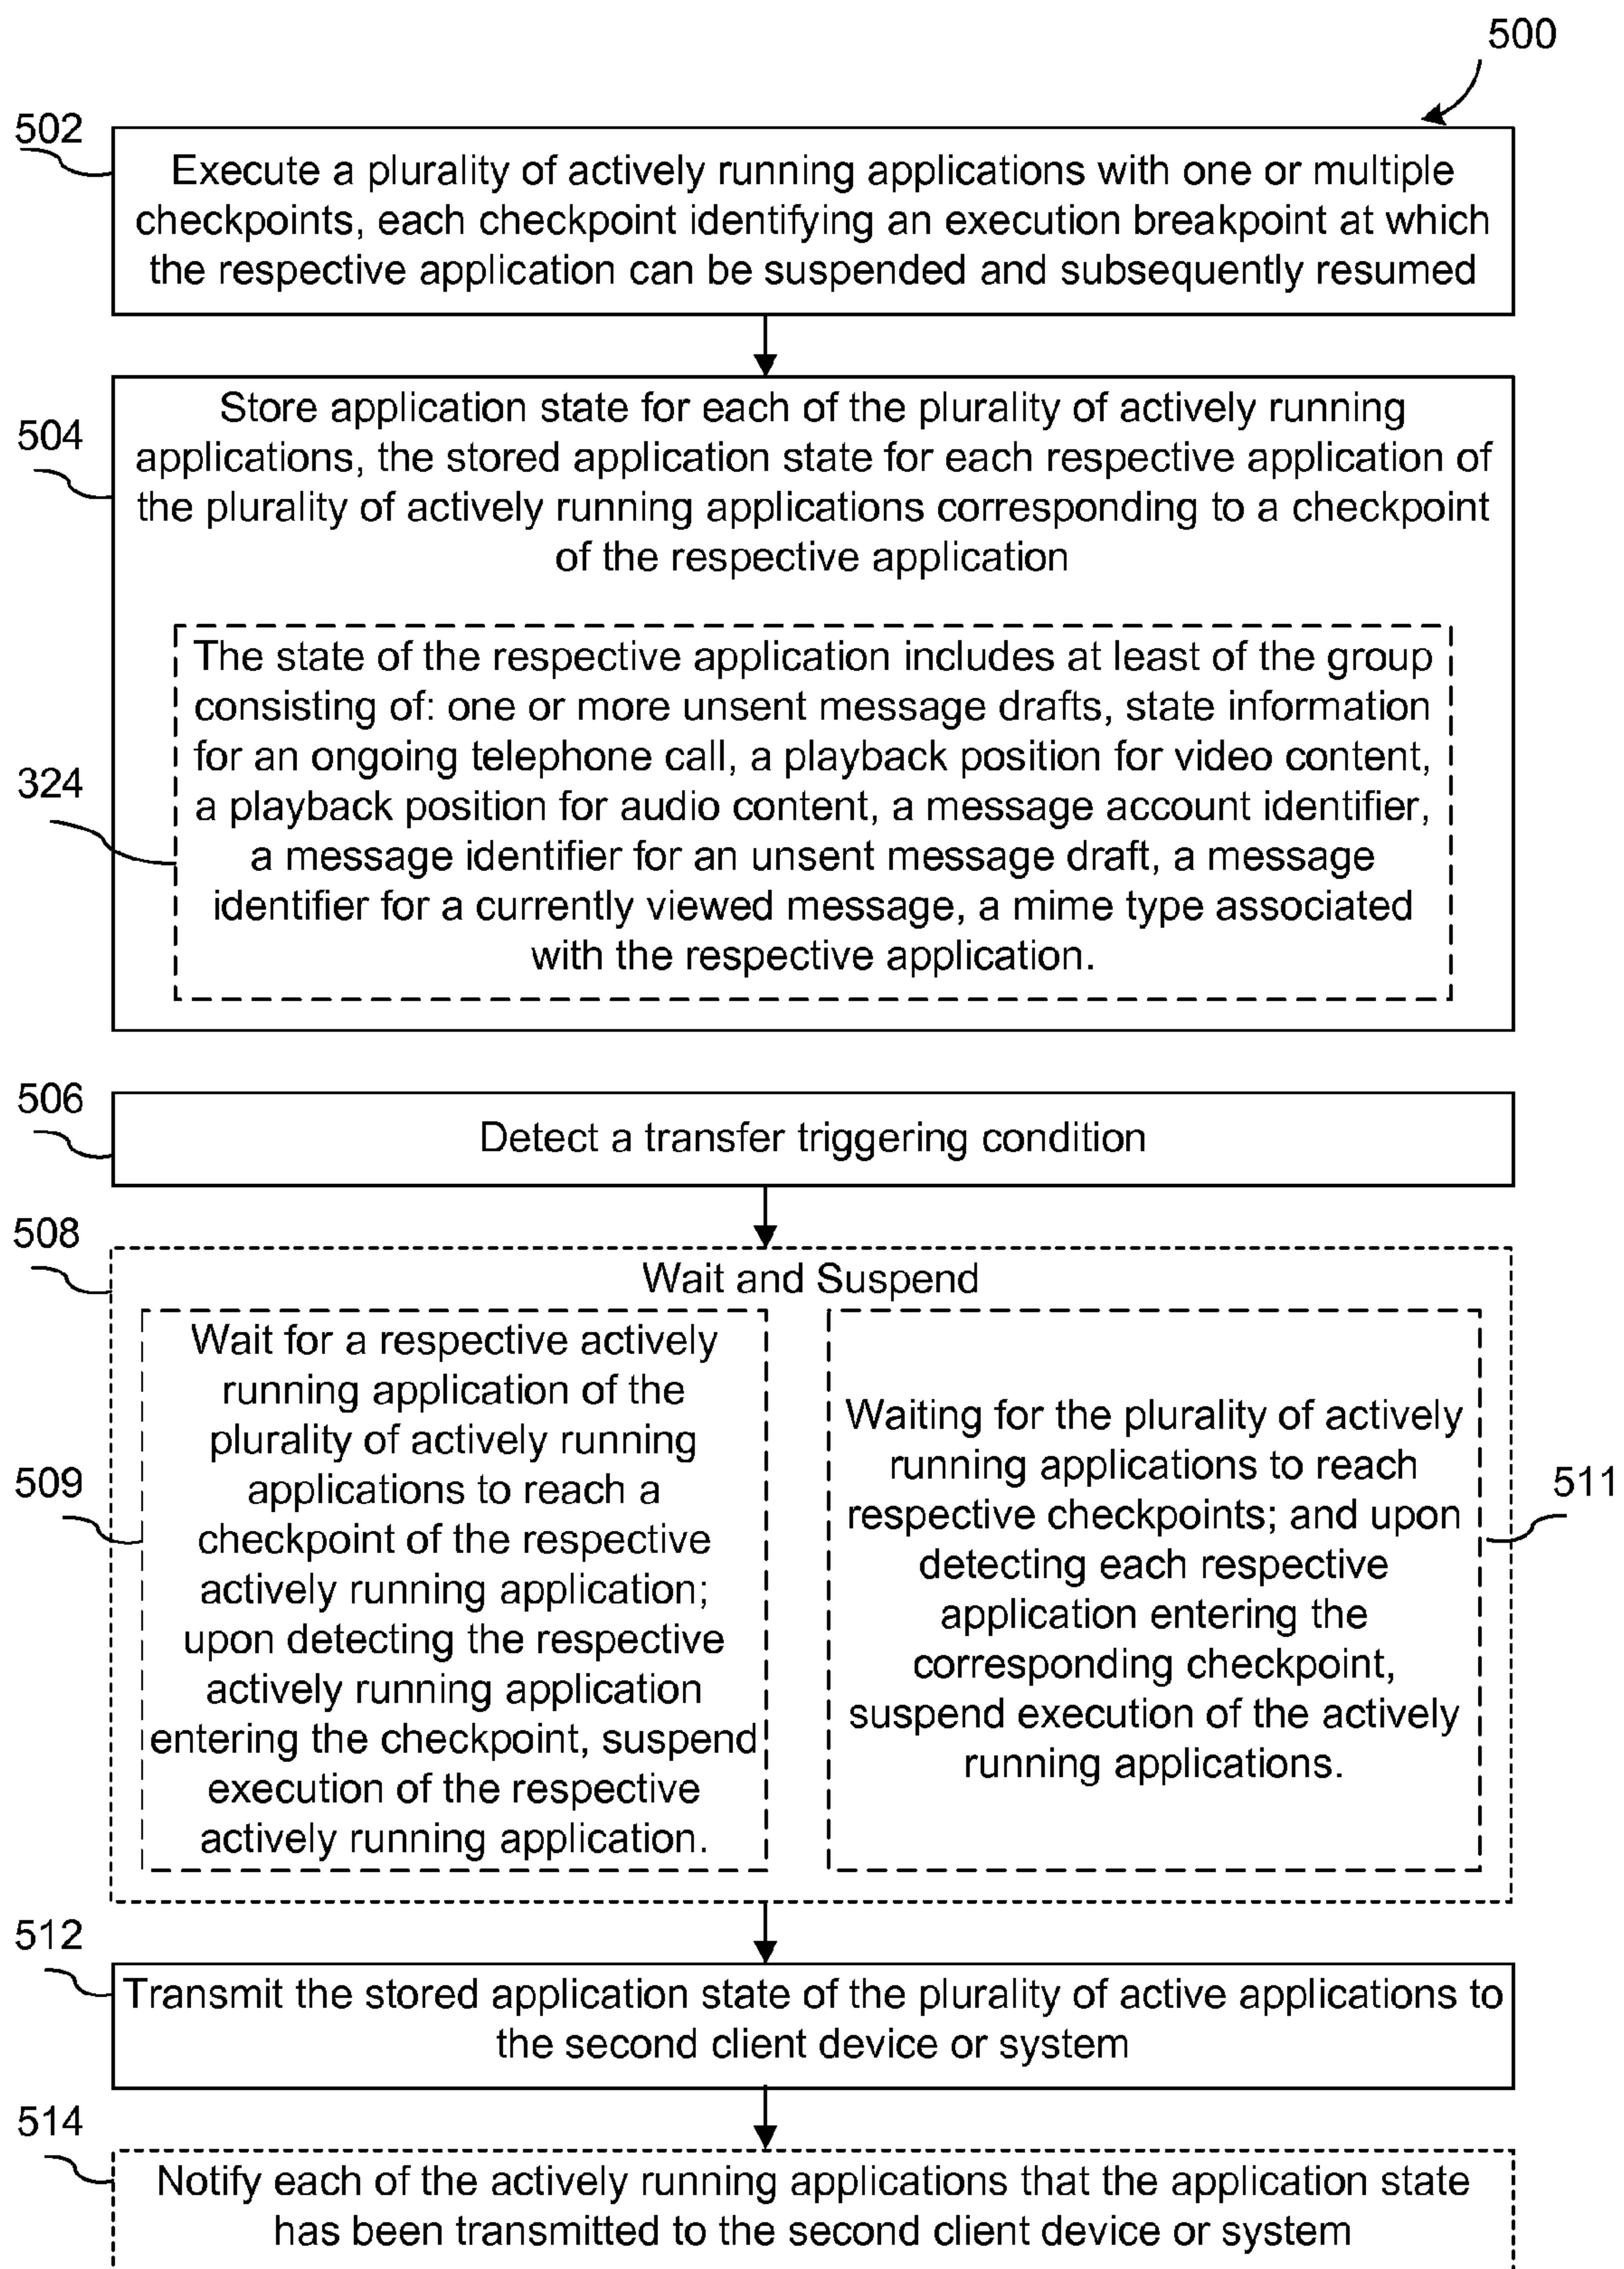 500
502
Execute a plurality of actively running applications with one or multiple
checkpoints, each checkpoint identifying an execution breakpoint at which
the respective application can be suspended and subsequently resumed
504
Store application state for each of the plurality of actively running
applications, the stored application state for each respective application of
the plurality of actively running applications corresponding to a checkpoint
of the respective application
324
The state of the respective application includes at least of the group
consisting of: one or more unsent message drafts, state information
for an ongoing telephone call, a playback position for video content,
a playback position for audio content, a message account identifier,
a message identifier for an unsent message draft, a message
identifier for a currently viewed message, a mime type associated
with the respective application.
506
Detect a transfer triggering condition
508
Wait and Suspend
509
Wait for a respective actively
running application of the
plurality of actively running
applications to reach a
checkpoint of the respective
actively running application;
upon detecting the respective
actively running application
entering the checkpoint, suspend
execution of the respective
actively running application.
Waiting for the plurality of actively
running applications to reach
respective checkpoints; and upon
detecting each respective
application entering the
corresponding checkpoint,
suspend execution of the actively
running applications.
511
512
Transmit the stored application state of the plurality of active applications to
the second client device or system
514
Notify each of the actively running applications that the application state
has been transmitted to the second client device or system